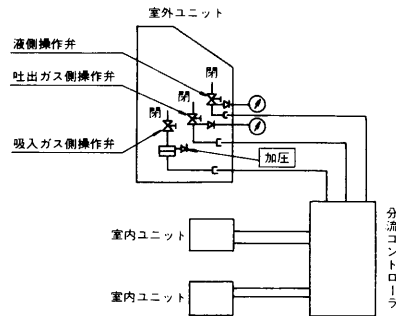 室外ユニット
液側操作弁
吐出ガス側操作弁
吸入ガス側操作弁
閉
閉
閉
加圧
室内ユニット
室内ユニット
分流コントローラ